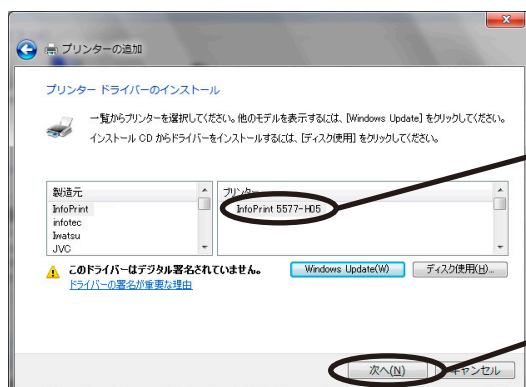 プリンターの追加
プリンター ドライバーのインストール
一覧からプリンターを選択してください。他のモデルを表示するには、[Windows Update] をクリックしてください。
インストール CD からドライバーをインストールするには、[ディスク使用] をクリックしてください。
製造元
プリンター
InfoPrint
infotec
Iwatsu
JVC
InfoPrint 5577-H05
このドライバーはデジタル署名されていません。
ドライバーの署名が重要な理由
Windows Update(W)
ディスク使用(H)...
次へ(N)
キャンセル